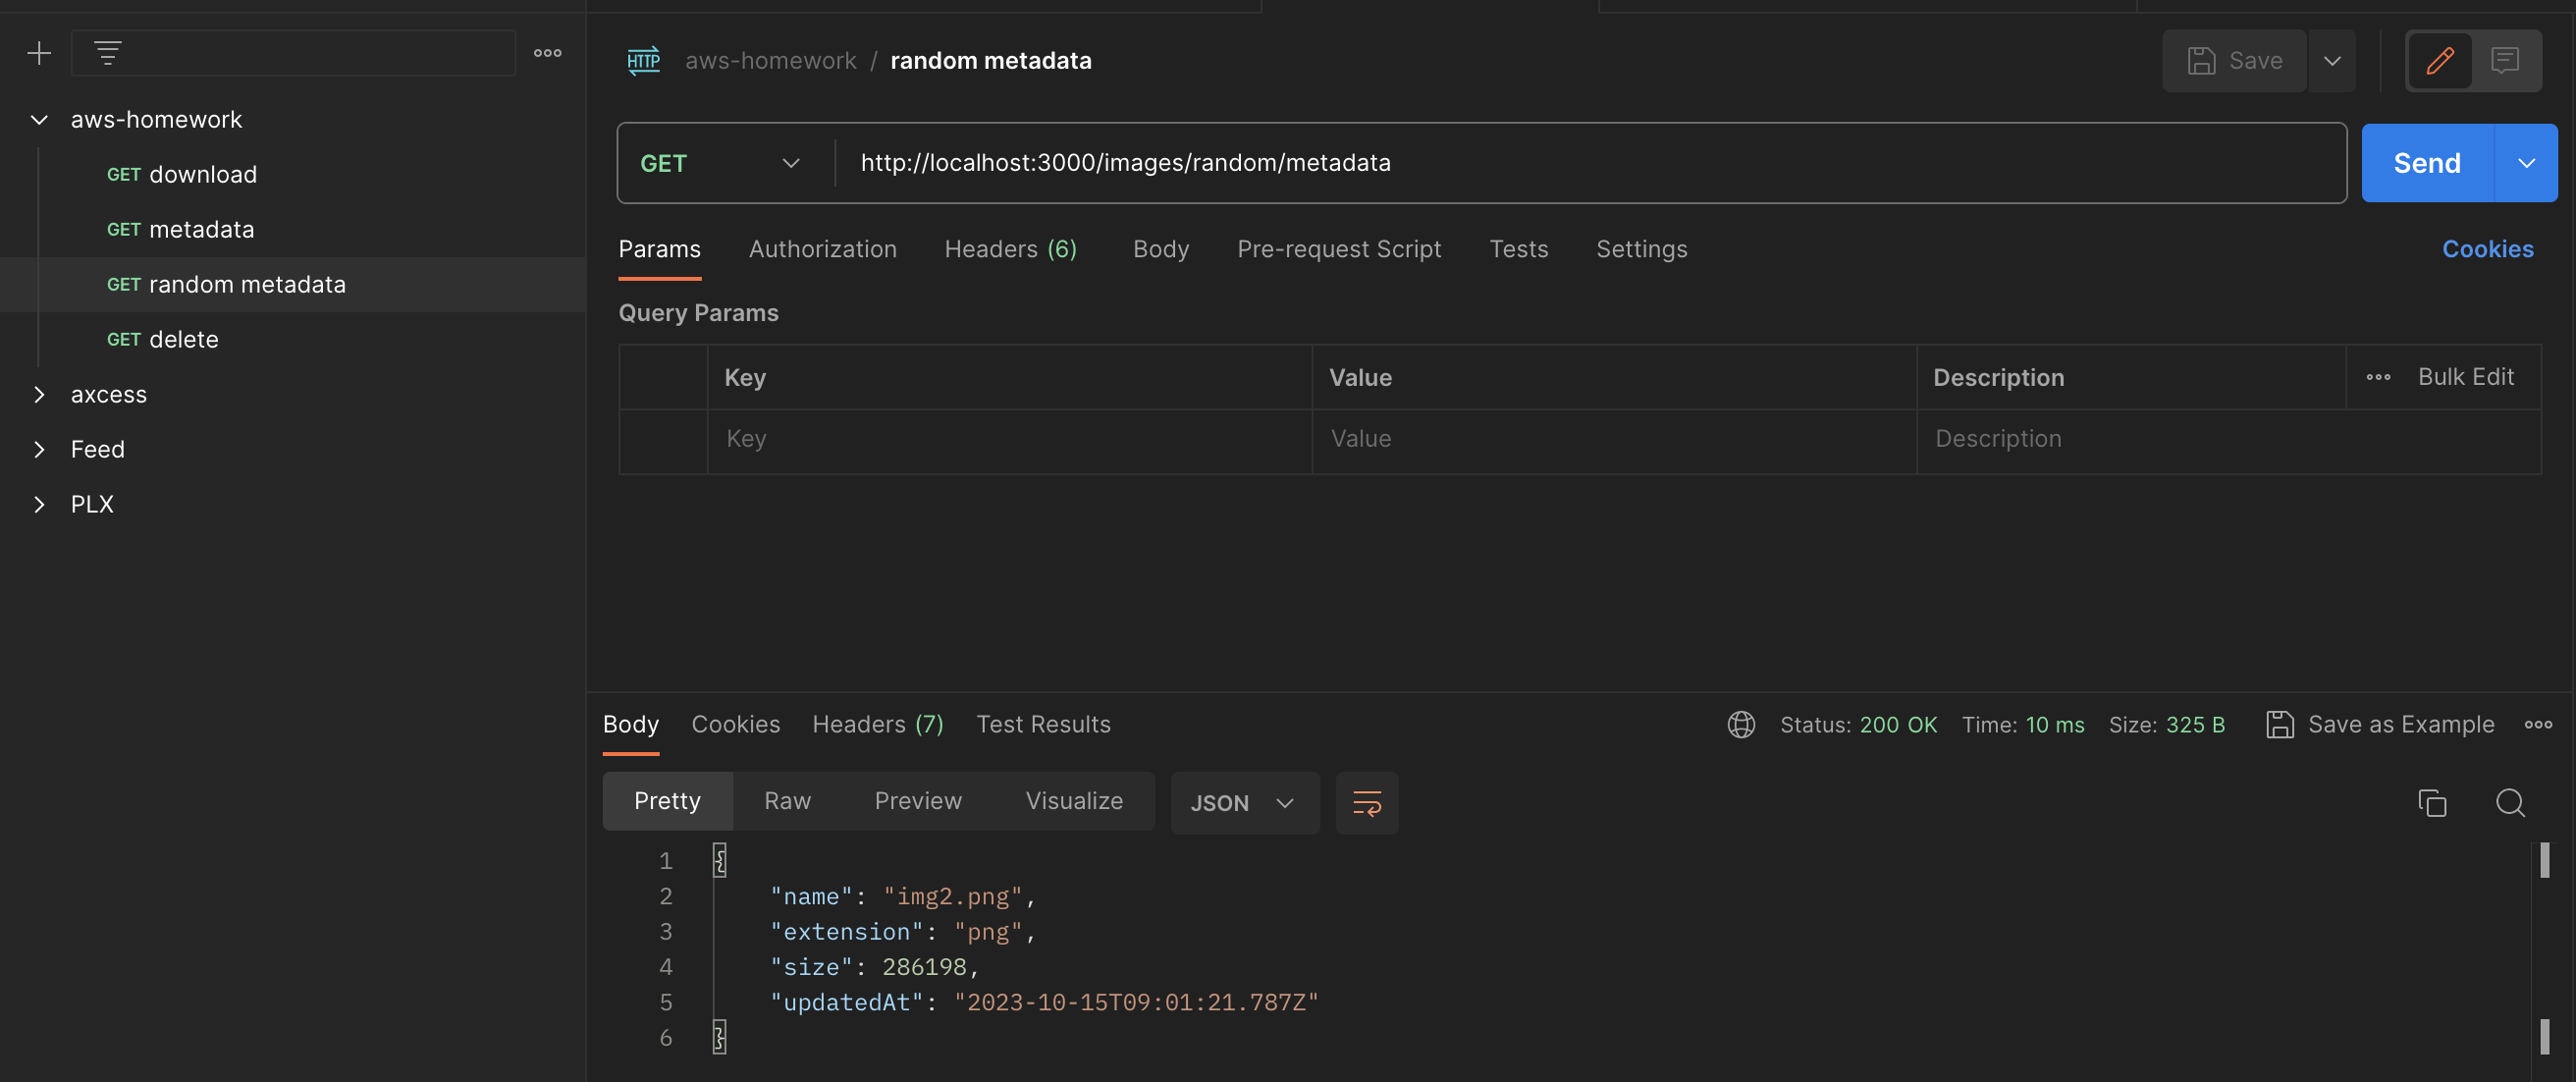 aws-homework
GET download
GET metadata
GET random metadata
GET delete
axcess
Feed
PLX
HTTP aws-homework / random metadata
Save
GET http://localhost:3000/images/random/metadata
Send
Params Authorization Headers (6) Body Pre-request Script Tests Settings Cookies
Query Params
Key Value Description Bulk Edit
Key Value Description
Body Cookies Headers (7) Test Results Status: 200 OK Time: 10 ms Size: 325 B Save as Example
Pretty Raw Preview Visualize JSON
1 {
2 "name": "img2.png",
3 "extension": "png",
4 "size": 286198,
5 "updatedAt": "2023-10-15T09:01:21.787Z"
6 }